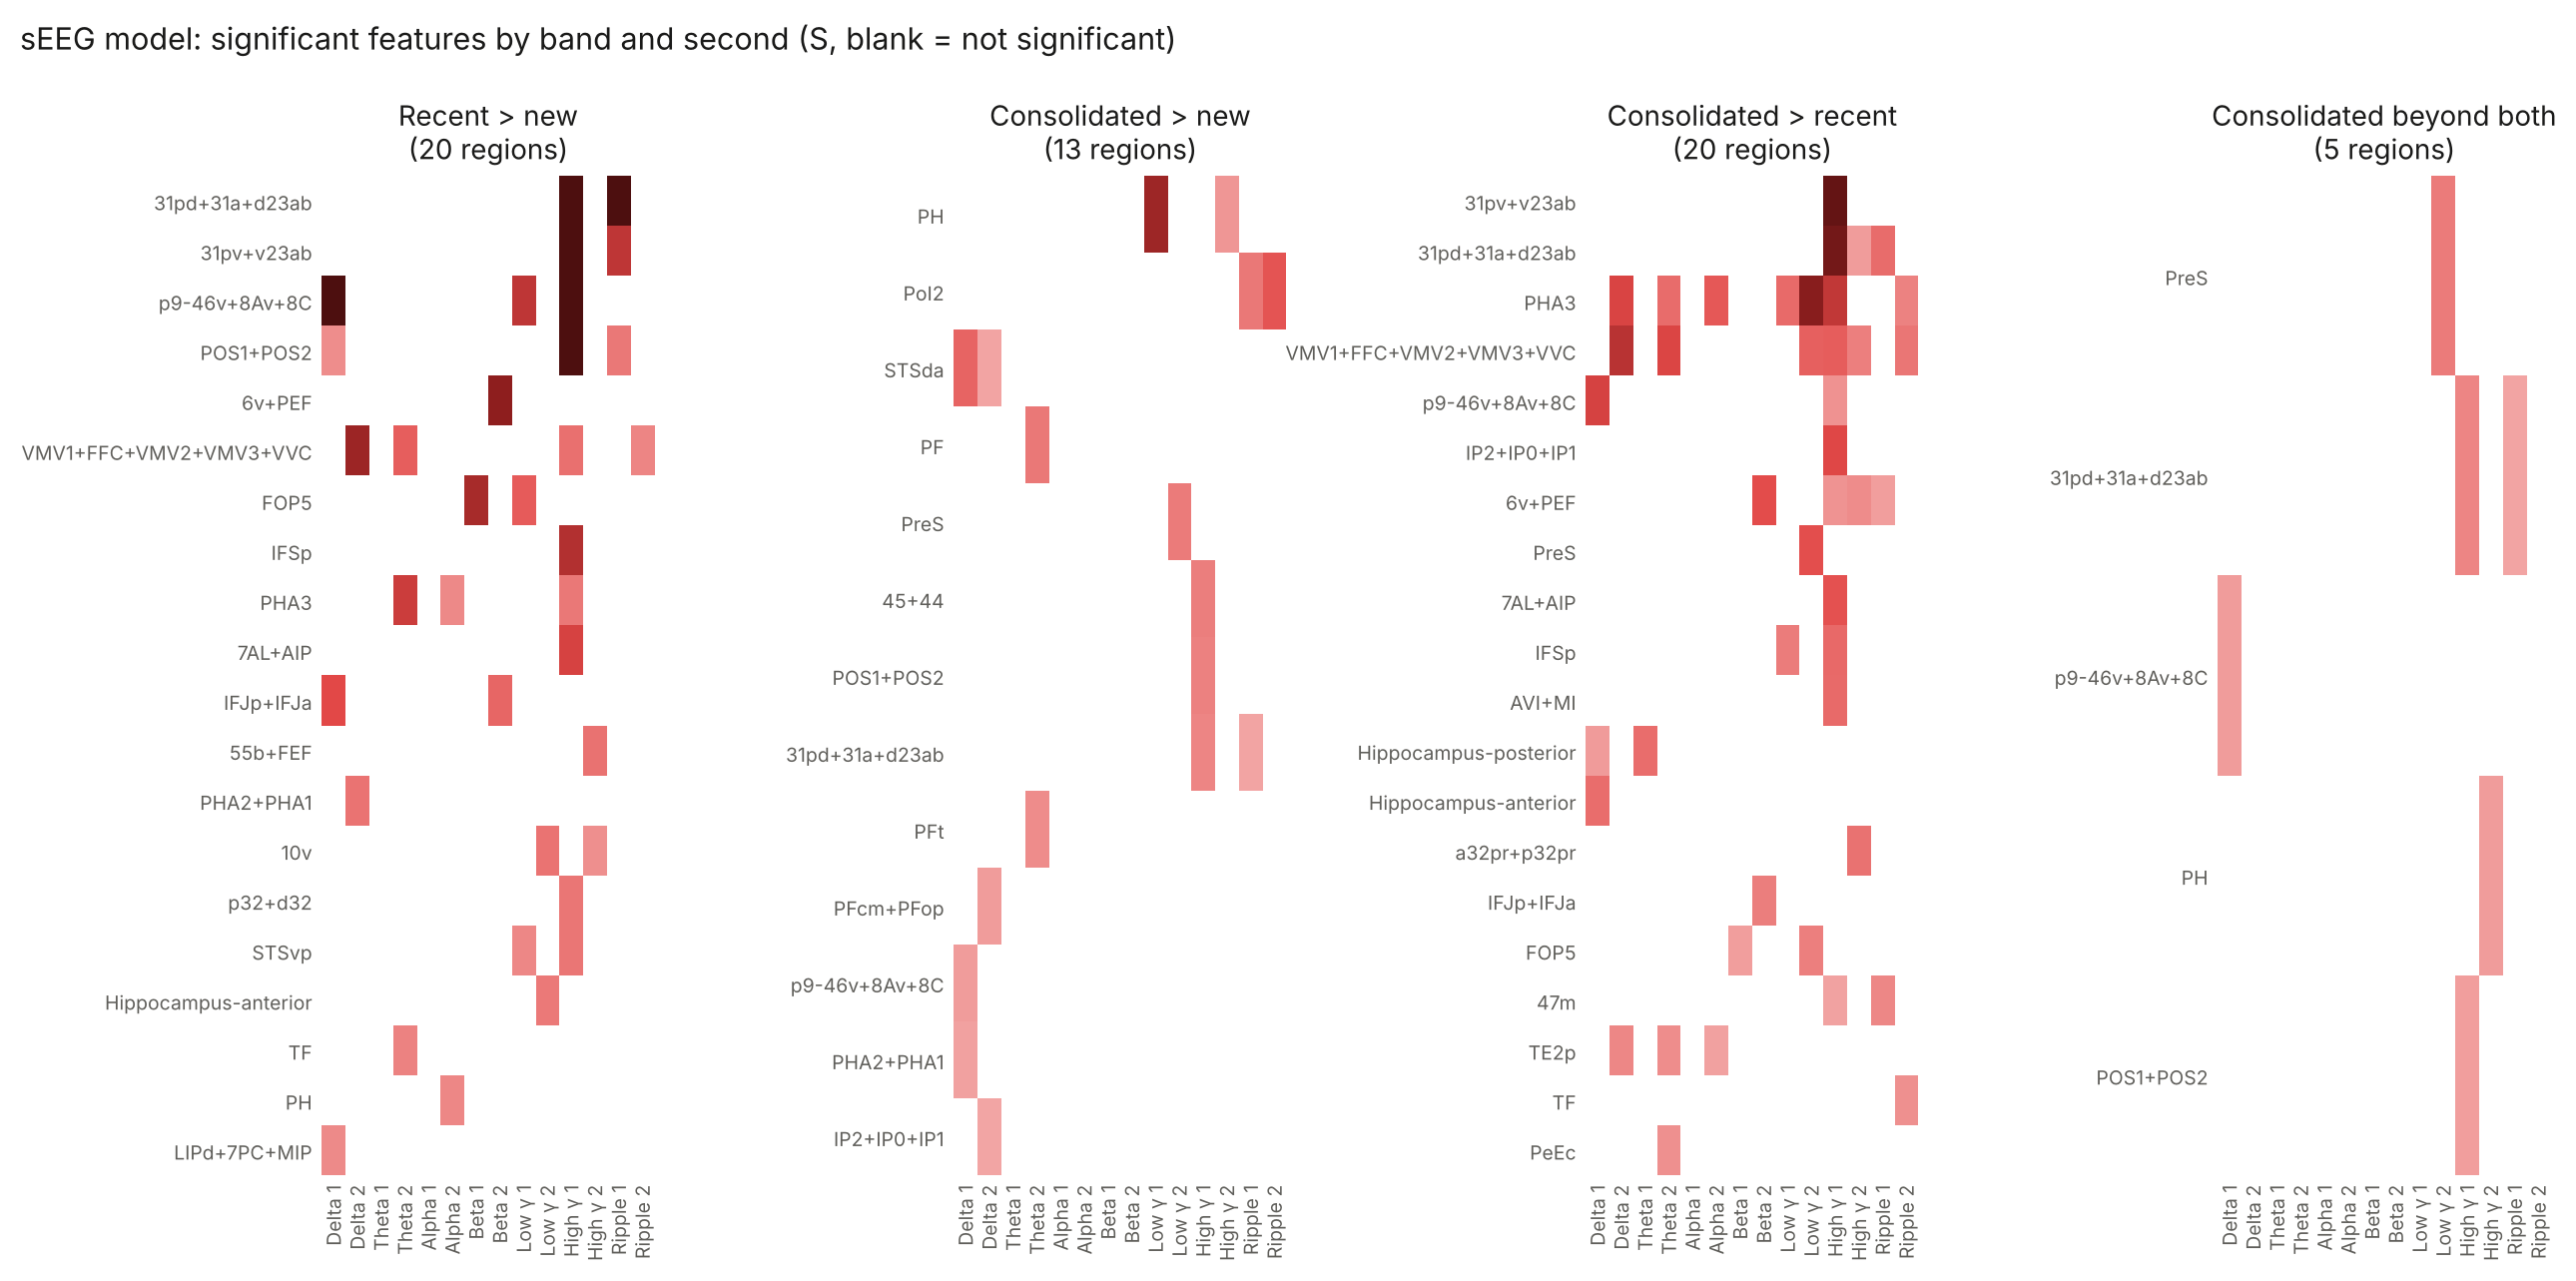 sEEG model: significant features by band and second (S, blank = not significant)
Recent > new
(20 regions)
31pd+31a+d23ab
31pv+v23ab
p9-46v+8Av+8C
POS1+POS2
6v+PEF
VMV1+FFC+VMV2+VMV3+VVC
FOP5
IFSp
PHA3
7AL+AIP
IFJp+IFJa
55b+FEF
PHA2+PHA1
10v
p32+d32
STSvp
Hippocampus-anterior
TF
PH
LIPd+7PC+MIP
Delta 1
Delta 2
Theta 1
Theta 2
Alpha 1
Alpha 2
Beta 1
Beta 2
Low γ 1
Low γ 2
High γ 1
High γ 2
Ripple 1
Ripple 2
Consolidated > new
(13 regions)
PH
PoI2
STSda
PF
PreS
45+44
POS1+POS2
31pd+31a+d23ab
PFt
PFcm+PFop
p9-46v+8Av+8C
PHA2+PHA1
IP2+IP0+IP1
Delta 1
Delta 2
Theta 1
Theta 2
Alpha 1
Alpha 2
Beta 1
Beta 2
Low γ 1
Low γ 2
High γ 1
High γ 2
Ripple 1
Ripple 2
Consolidated > recent
(20 regions)
31pv+v23ab
31pd+31a+d23ab
PHA3
VMV1+FFC+VMV2+VMV3+VVC
p9-46v+8Av+8C
IP2+IP0+IP1
6v+PEF
PreS
7AL+AIP
IFSp
AVI+MI
Hippocampus-posterior
Hippocampus-anterior
a32pr+p32pr
IFJp+IFJa
FOP5
47m
TE2p
TF
PeEc
Delta 1
Delta 2
Theta 1
Theta 2
Alpha 1
Alpha 2
Beta 1
Beta 2
Low γ 1
Low γ 2
High γ 1
High γ 2
Ripple 1
Ripple 2
Consolidated beyond both
(5 regions)
PreS
31pd+31a+d23ab
p9-46v+8Av+8C
PH
POS1+POS2
Delta 1
Delta 2
Theta 1
Theta 2
Alpha 1
Alpha 2
Beta 1
Beta 2
Low γ 1
Low γ 2
High γ 1
High γ 2
Ripple 1
Ripple 2